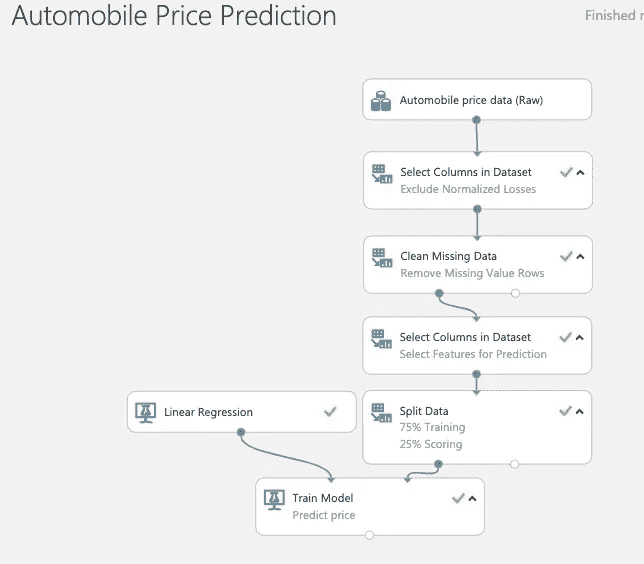 Automobile Price Prediction
Finished
Automobile price data (Raw)
Select Columns in Dataset
Exclude Normalized Losses
Clean Missing Data
Remove Missing Value Rows
Select Columns in Dataset
Select Features for Prediction
Linear Regression
Split Data
75% Training
25% Scoring
Train Model
Predict price